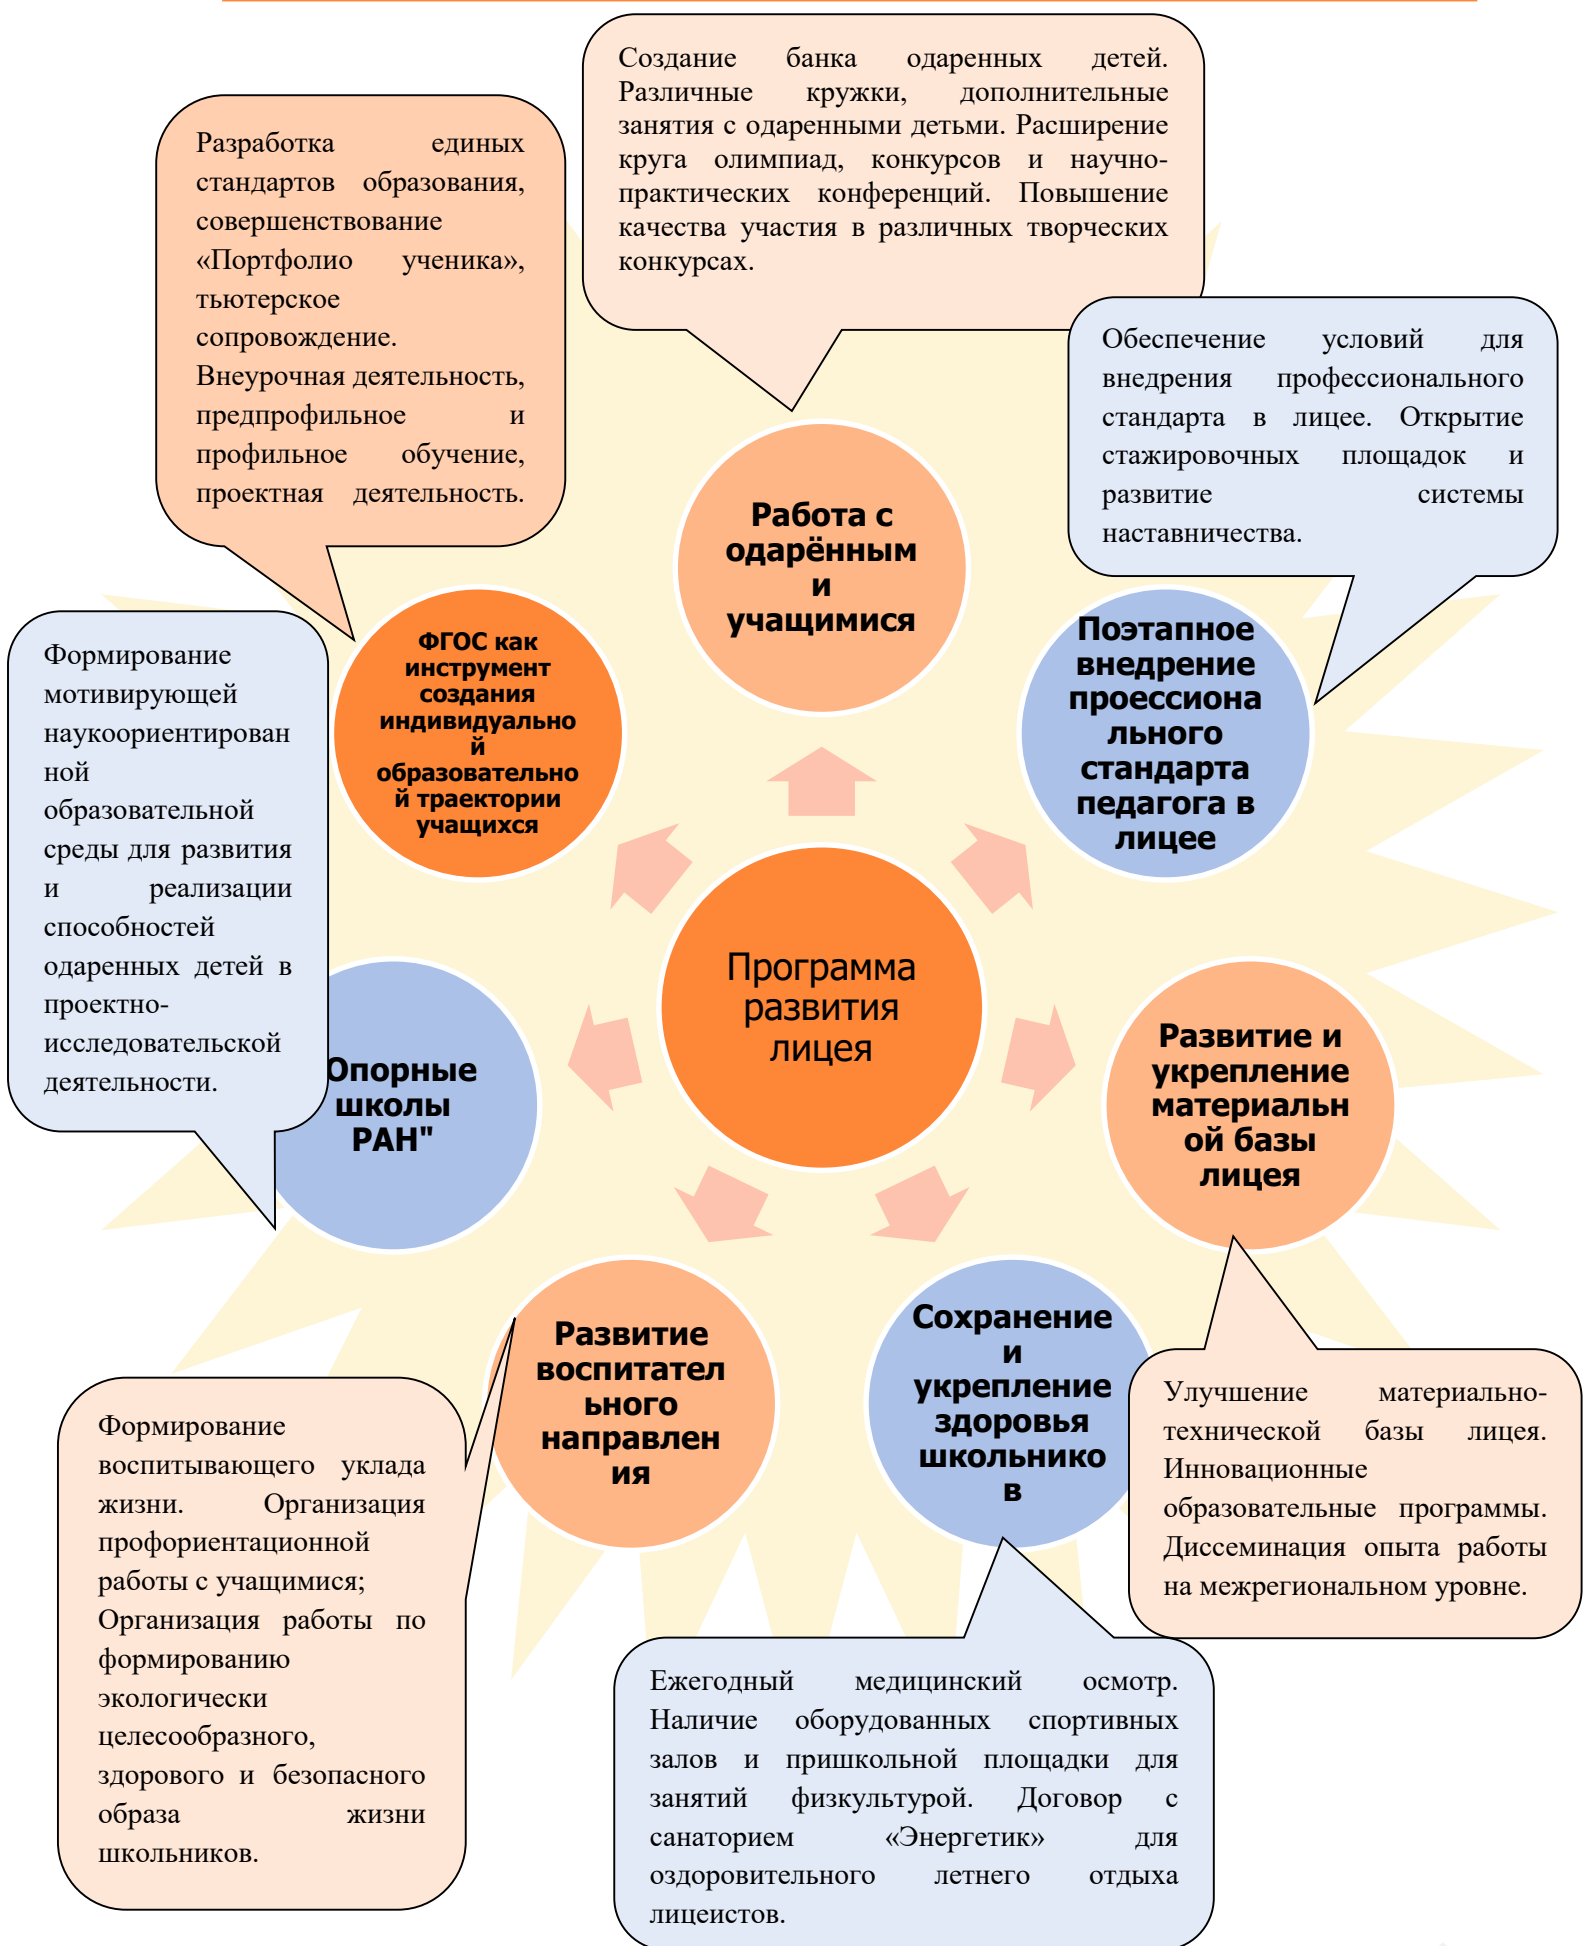 Создание банка одаренных детей.
Различные кружки, дополнительные
занятия с одаренными детьми. Расширение
круга олимпиад, конкурсов и научно-
практических конференций. Повышение
качества участия в различных творческих
конкурсах.
Разработка единых
стандартов образования,
совершенствование
«Портфолио ученика»,
тьютерское
сопровождение.
Внеурочная деятельность,
предпрофильное и
профильное обучение,
проектная деятельность.
Обеспечение условий для
внедрения профессионального
стандарта в лицее. Открытие
стажировочных площадок и
развитие системы
наставничества.
Работа с
одарённым
и
учащимися
ФГОС как
инструмент
создания
индивидуально
й
образовательно
й траектории
учащихся
Поэтапное
внедрение
проессиона
льного
стандарта
педагога в
лицее
Формирование
мотивирующей
наукоориентирован
ной
образовательной
среды для развития
и реализации
способностей
одаренных детей в
проектно-
исследовательской
деятельности.
Программа
развития
лицея
Опорные
школы
РАН"
Развитие и
укрепление
материальн
ой базы
лицея
Развитие
воспитател
ьного
направлен
ия
Сохранение
и
укрепление
здоровья
школьнико
в
Улучшение материально-
технической базы лицея.
Инновационные
образовательные программы.
Диссеминация опыта работы
на межрегиональном уровне.
Формирование
воспитывающего уклада
жизни. Организация
профориентационной
работы с учащимися;
Организация работы по
формированию
экологически
целесообразного,
здорового и безопасного
образа жизни
школьников.
Ежегодный медицинский осмотр.
Наличие оборудованных спортивных
залов и пришкольной площадки для
занятий физкультурой. Договор с
санаторием «Энергетик» для
оздоровительного летнего отдыха
лицеистов.